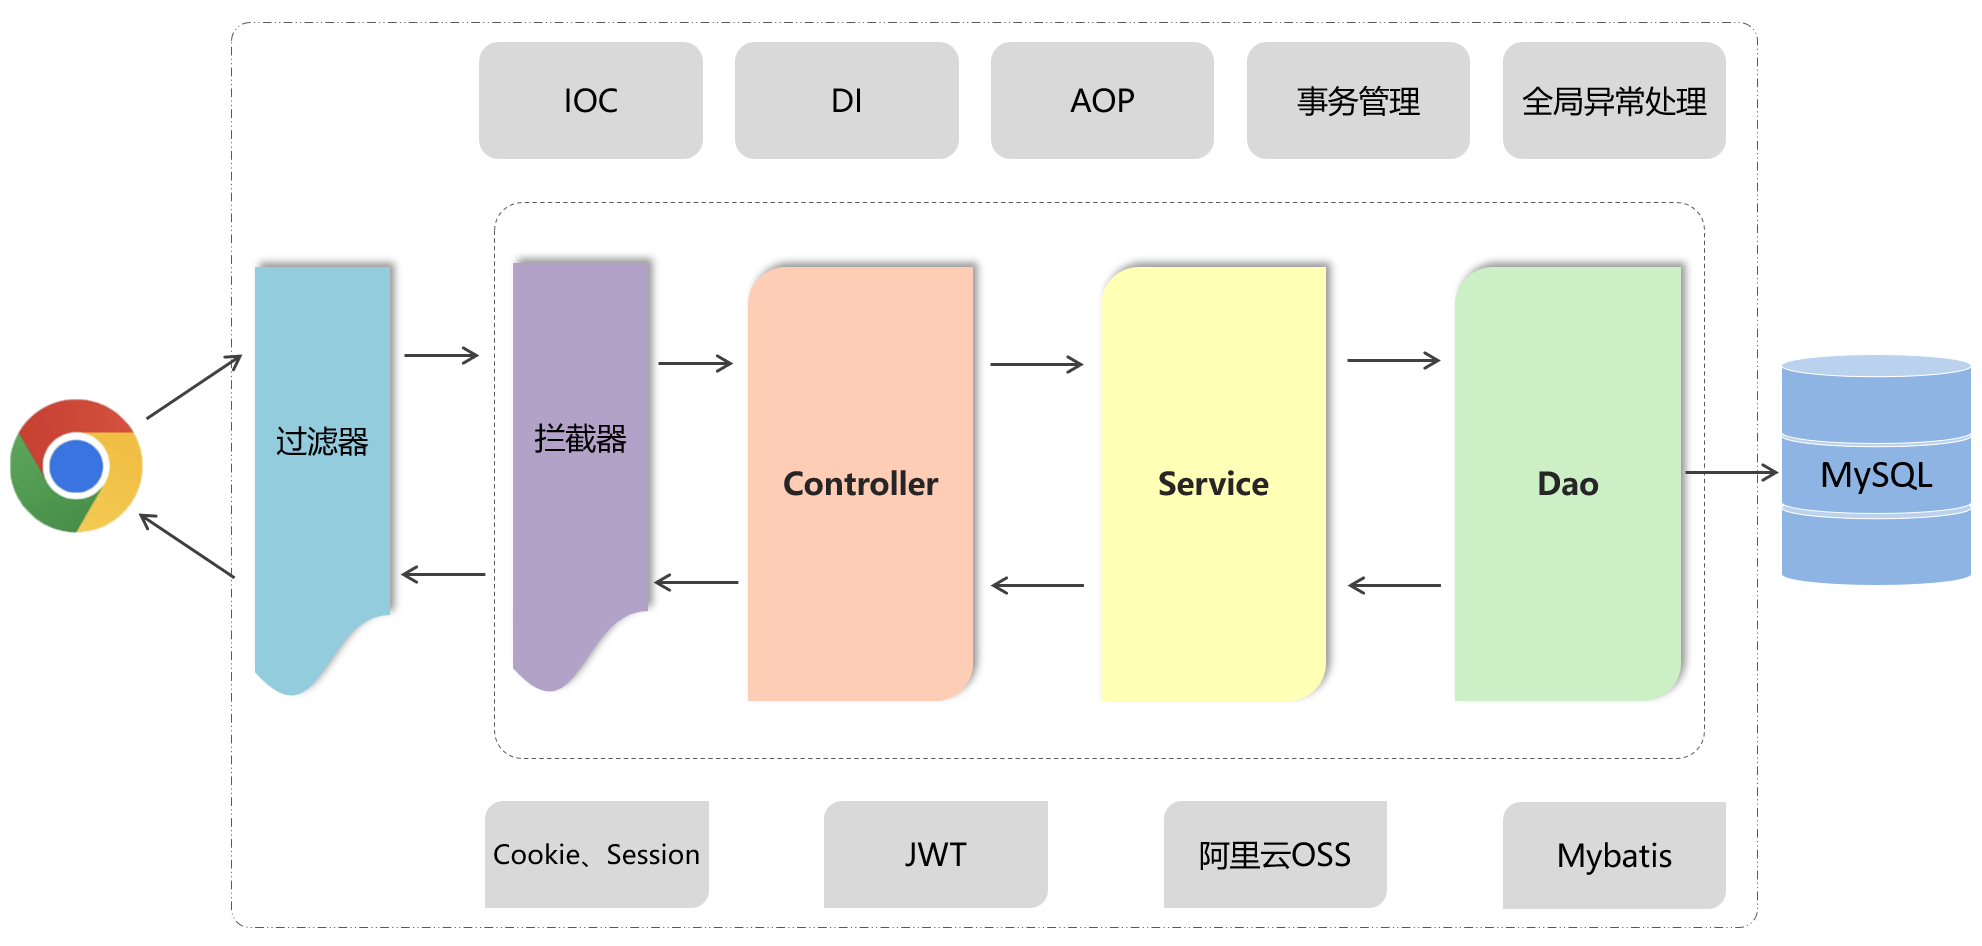 IOC
DI
AOP
事务管理
全局异常处理
过滤器
拦截器
Controller
Service
Dao
MySQL
Cookie、Session
JWT
阿里云OSS
Mybatis